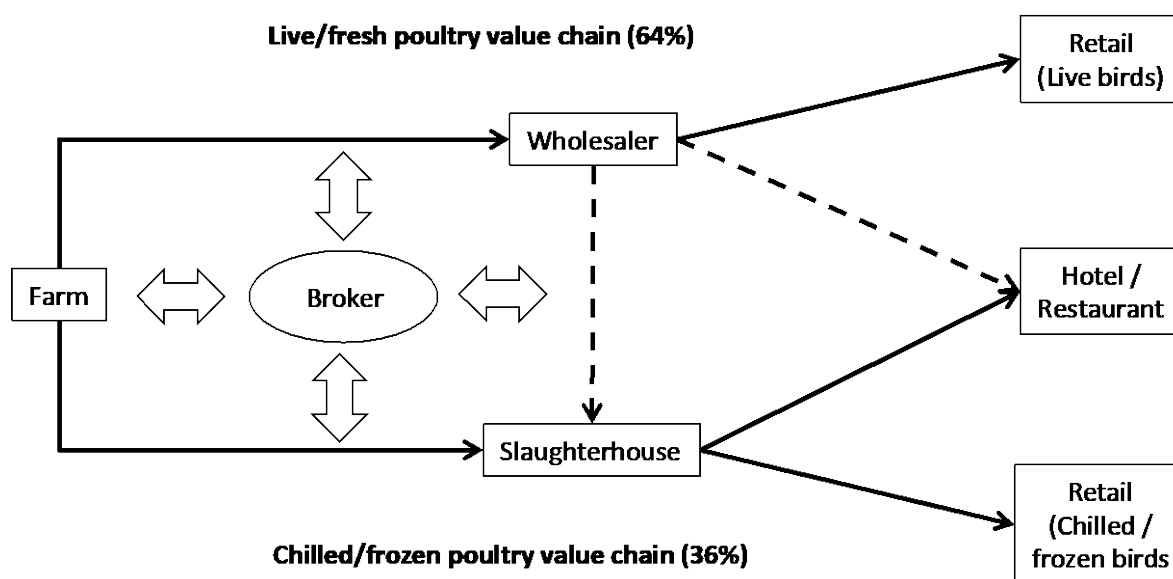 Live/fresh poultry value chain (64%)
Retail
(Live birds)
Wholesaler
Farm
Broker
Hotel /
Restaurant
Slaughterhouse
Retail
(Chilled /
frozen birds
Chilled/frozen poultry value chain (36%)